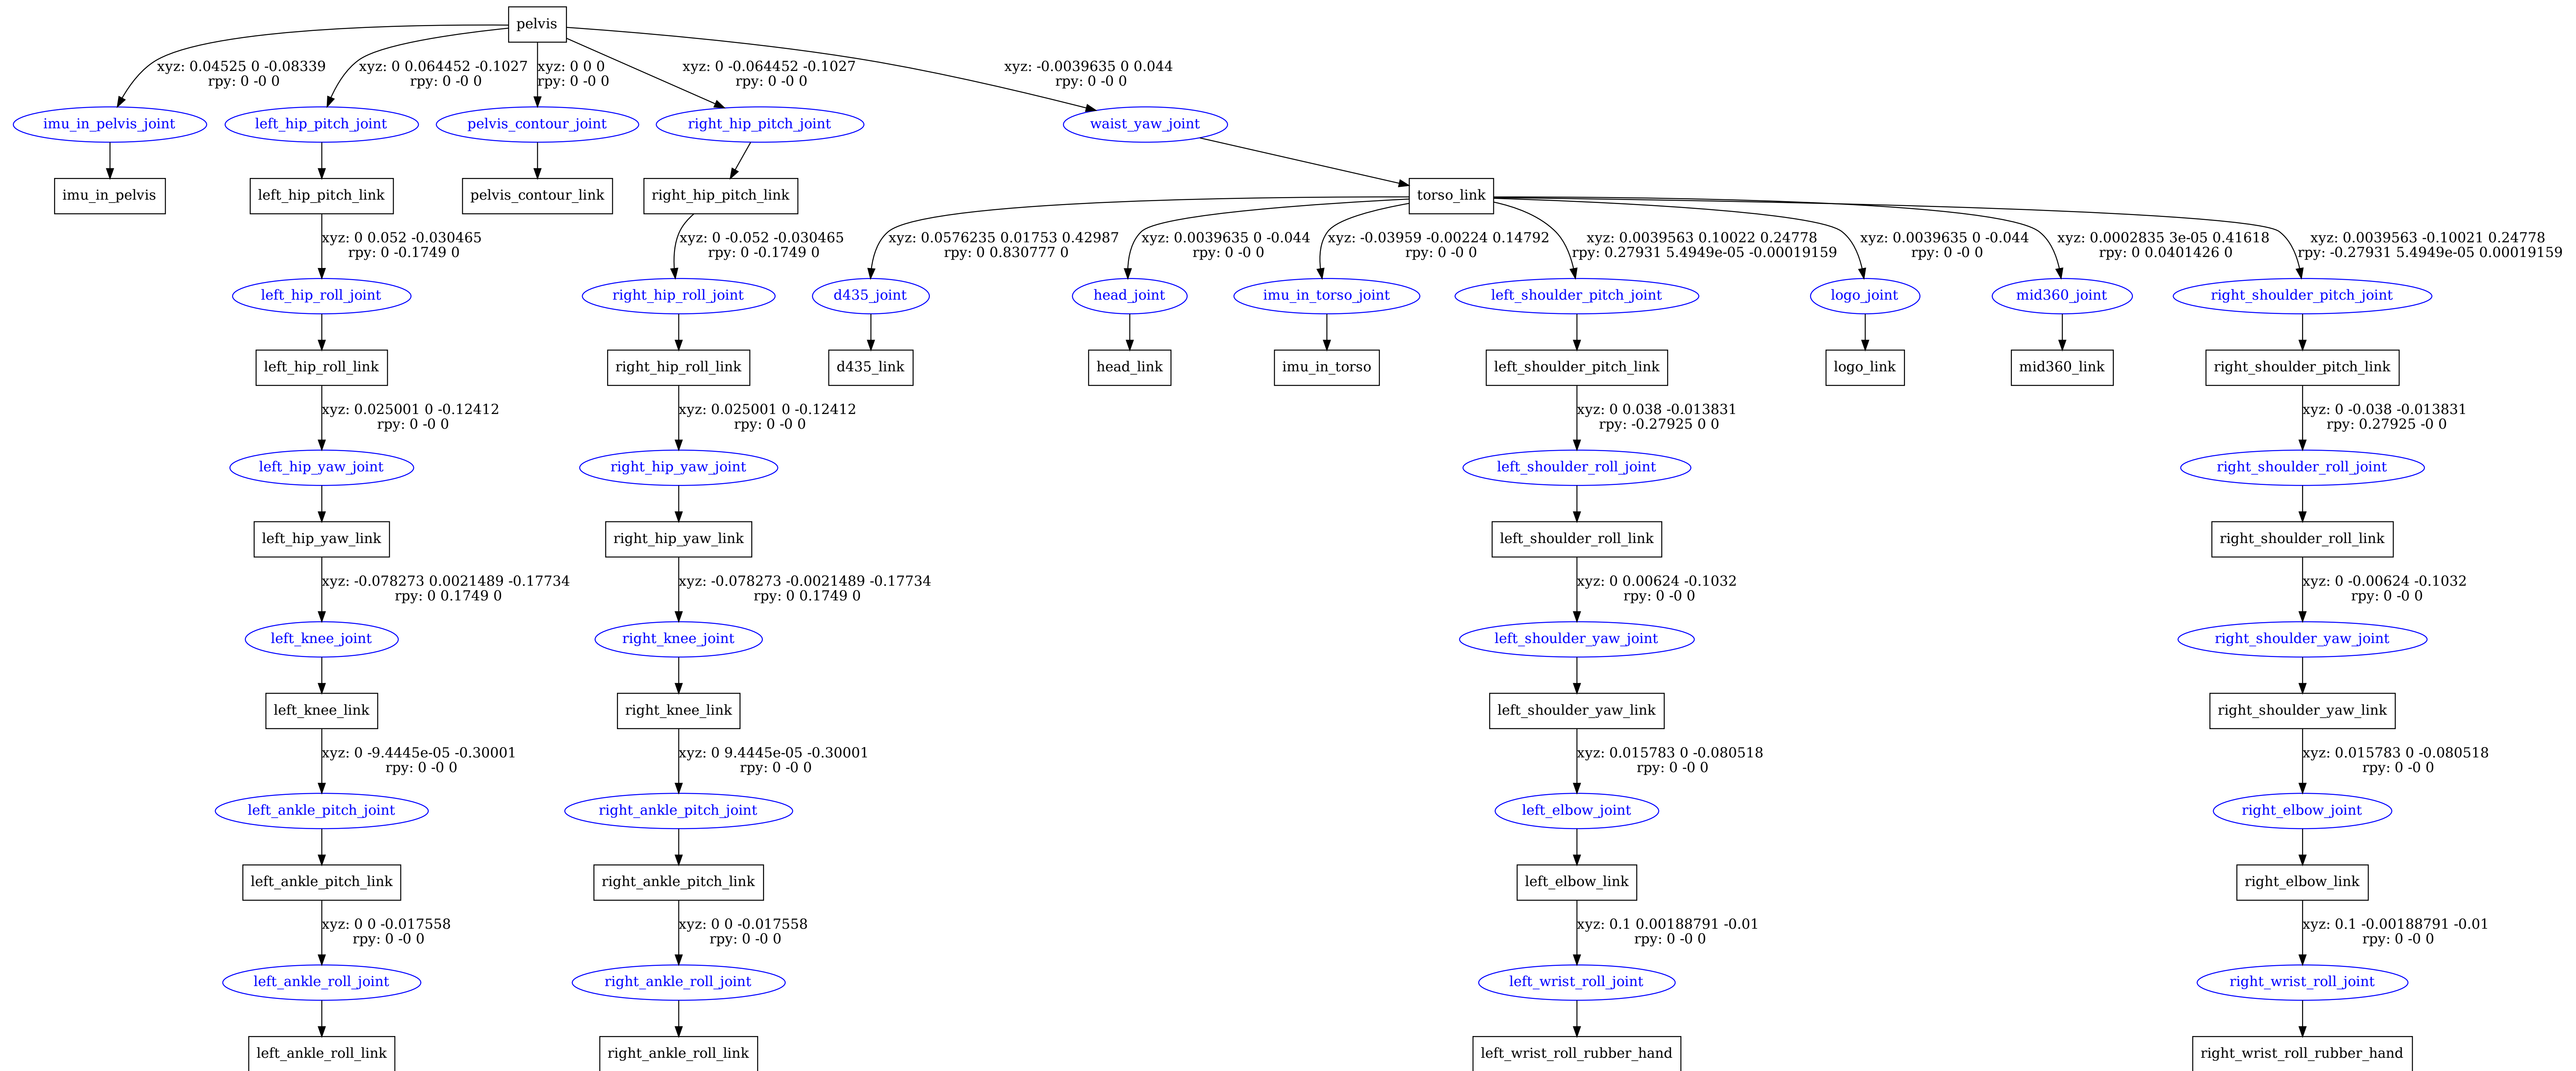 pelvis
xyz: 0.04525 0 -0.08339
rpy: 0 -0 0
xyz: 0 0.064452 -0.1027
rpy: 0 -0 0
xyz: 0 0 0
rpy: 0 -0 0
xyz: 0 -0.064452 -0.1027
rpy: 0 -0 0
xyz: -0.0039635 0 0.044
rpy: 0 -0 0
imu_in_pelvis_joint
left_hip_pitch_joint
pelvis_contour_joint
right_hip_pitch_joint
waist_yaw_joint
imu_in_pelvis
left_hip_pitch_link
pelvis_contour_link
right_hip_pitch_link
torso_link
xyz: 0 0.052 -0.030465
rpy: 0 -0.1749 0
xyz: 0 -0.052 -0.030465
rpy: 0 -0.1749 0
xyz: 0.0576235 0.01753 0.42987
rpy: 0 0.830777 0
xyz: 0.0039635 0 -0.044
rpy: 0 -0 0
xyz: -0.03959 -0.00224 0.14792
rpy: 0 -0 0
xyz: 0.0039563 0.10022 0.24778
rpy: 0.27931 5.4949e-05 -0.00019159
xyz: 0.0039635 0 -0.044
rpy: 0 -0 0
xyz: 0.0002835 3e-05 0.41618
rpy: 0 0.0401426 0
xyz: 0.0039563 -0.10021 0.24778
rpy: -0.27931 5.4949e-05 0.00019159
left_hip_roll_joint
right_hip_roll_joint
d435_joint
head_joint
imu_in_torso_joint
left_shoulder_pitch_joint
logo_joint
mid360_joint
right_shoulder_pitch_joint
left_hip_roll_link
right_hip_roll_link
d435_link
head_link
imu_in_torso
left_shoulder_pitch_link
logo_link
mid360_link
right_shoulder_pitch_link
xyz: 0.025001 0 -0.12412
rpy: 0 -0 0
xyz: 0.025001 0 -0.12412
rpy: 0 -0 0
xyz: 0 0.038 -0.013831
rpy: -0.27925 0 0
xyz: 0 -0.038 -0.013831
rpy: 0.27925 -0 0
left_hip_yaw_joint
right_hip_yaw_joint
left_shoulder_roll_joint
right_shoulder_roll_joint
left_hip_yaw_link
right_hip_yaw_link
left_shoulder_roll_link
right_shoulder_roll_link
xyz: -0.078273 0.0021489 -0.17734
rpy: 0 0.1749 0
xyz: -0.078273 -0.0021489 -0.17734
rpy: 0 0.1749 0
xyz: 0 0.00624 -0.1032
rpy: 0 -0 0
xyz: 0 -0.00624 -0.1032
rpy: 0 -0 0
left_knee_joint
right_knee_joint
left_shoulder_yaw_joint
right_shoulder_yaw_joint
left_knee_link
right_knee_link
left_shoulder_yaw_link
right_shoulder_yaw_link
xyz: 0 -9.4445e-05 -0.30001
rpy: 0 -0 0
xyz: 0 9.4445e-05 -0.30001
rpy: 0 -0 0
xyz: 0.015783 0 -0.080518
rpy: 0 -0 0
xyz: 0.015783 0 -0.080518
rpy: 0 -0 0
left_ankle_pitch_joint
right_ankle_pitch_joint
left_elbow_joint
right_elbow_joint
left_ankle_pitch_link
right_ankle_pitch_link
left_elbow_link
right_elbow_link
xyz: 0 0 -0.017558
rpy: 0 -0 0
xyz: 0 0 -0.017558
rpy: 0 -0 0
xyz: 0.1 0.00188791 -0.01
rpy: 0 -0 0
xyz: 0.1 -0.00188791 -0.01
rpy: 0 -0 0
left_ankle_roll_joint
right_ankle_roll_joint
left_wrist_roll_joint
right_wrist_roll_joint
left_ankle_roll_link
right_ankle_roll_link
left_wrist_roll_rubber_hand
right_wrist_roll_rubber_hand